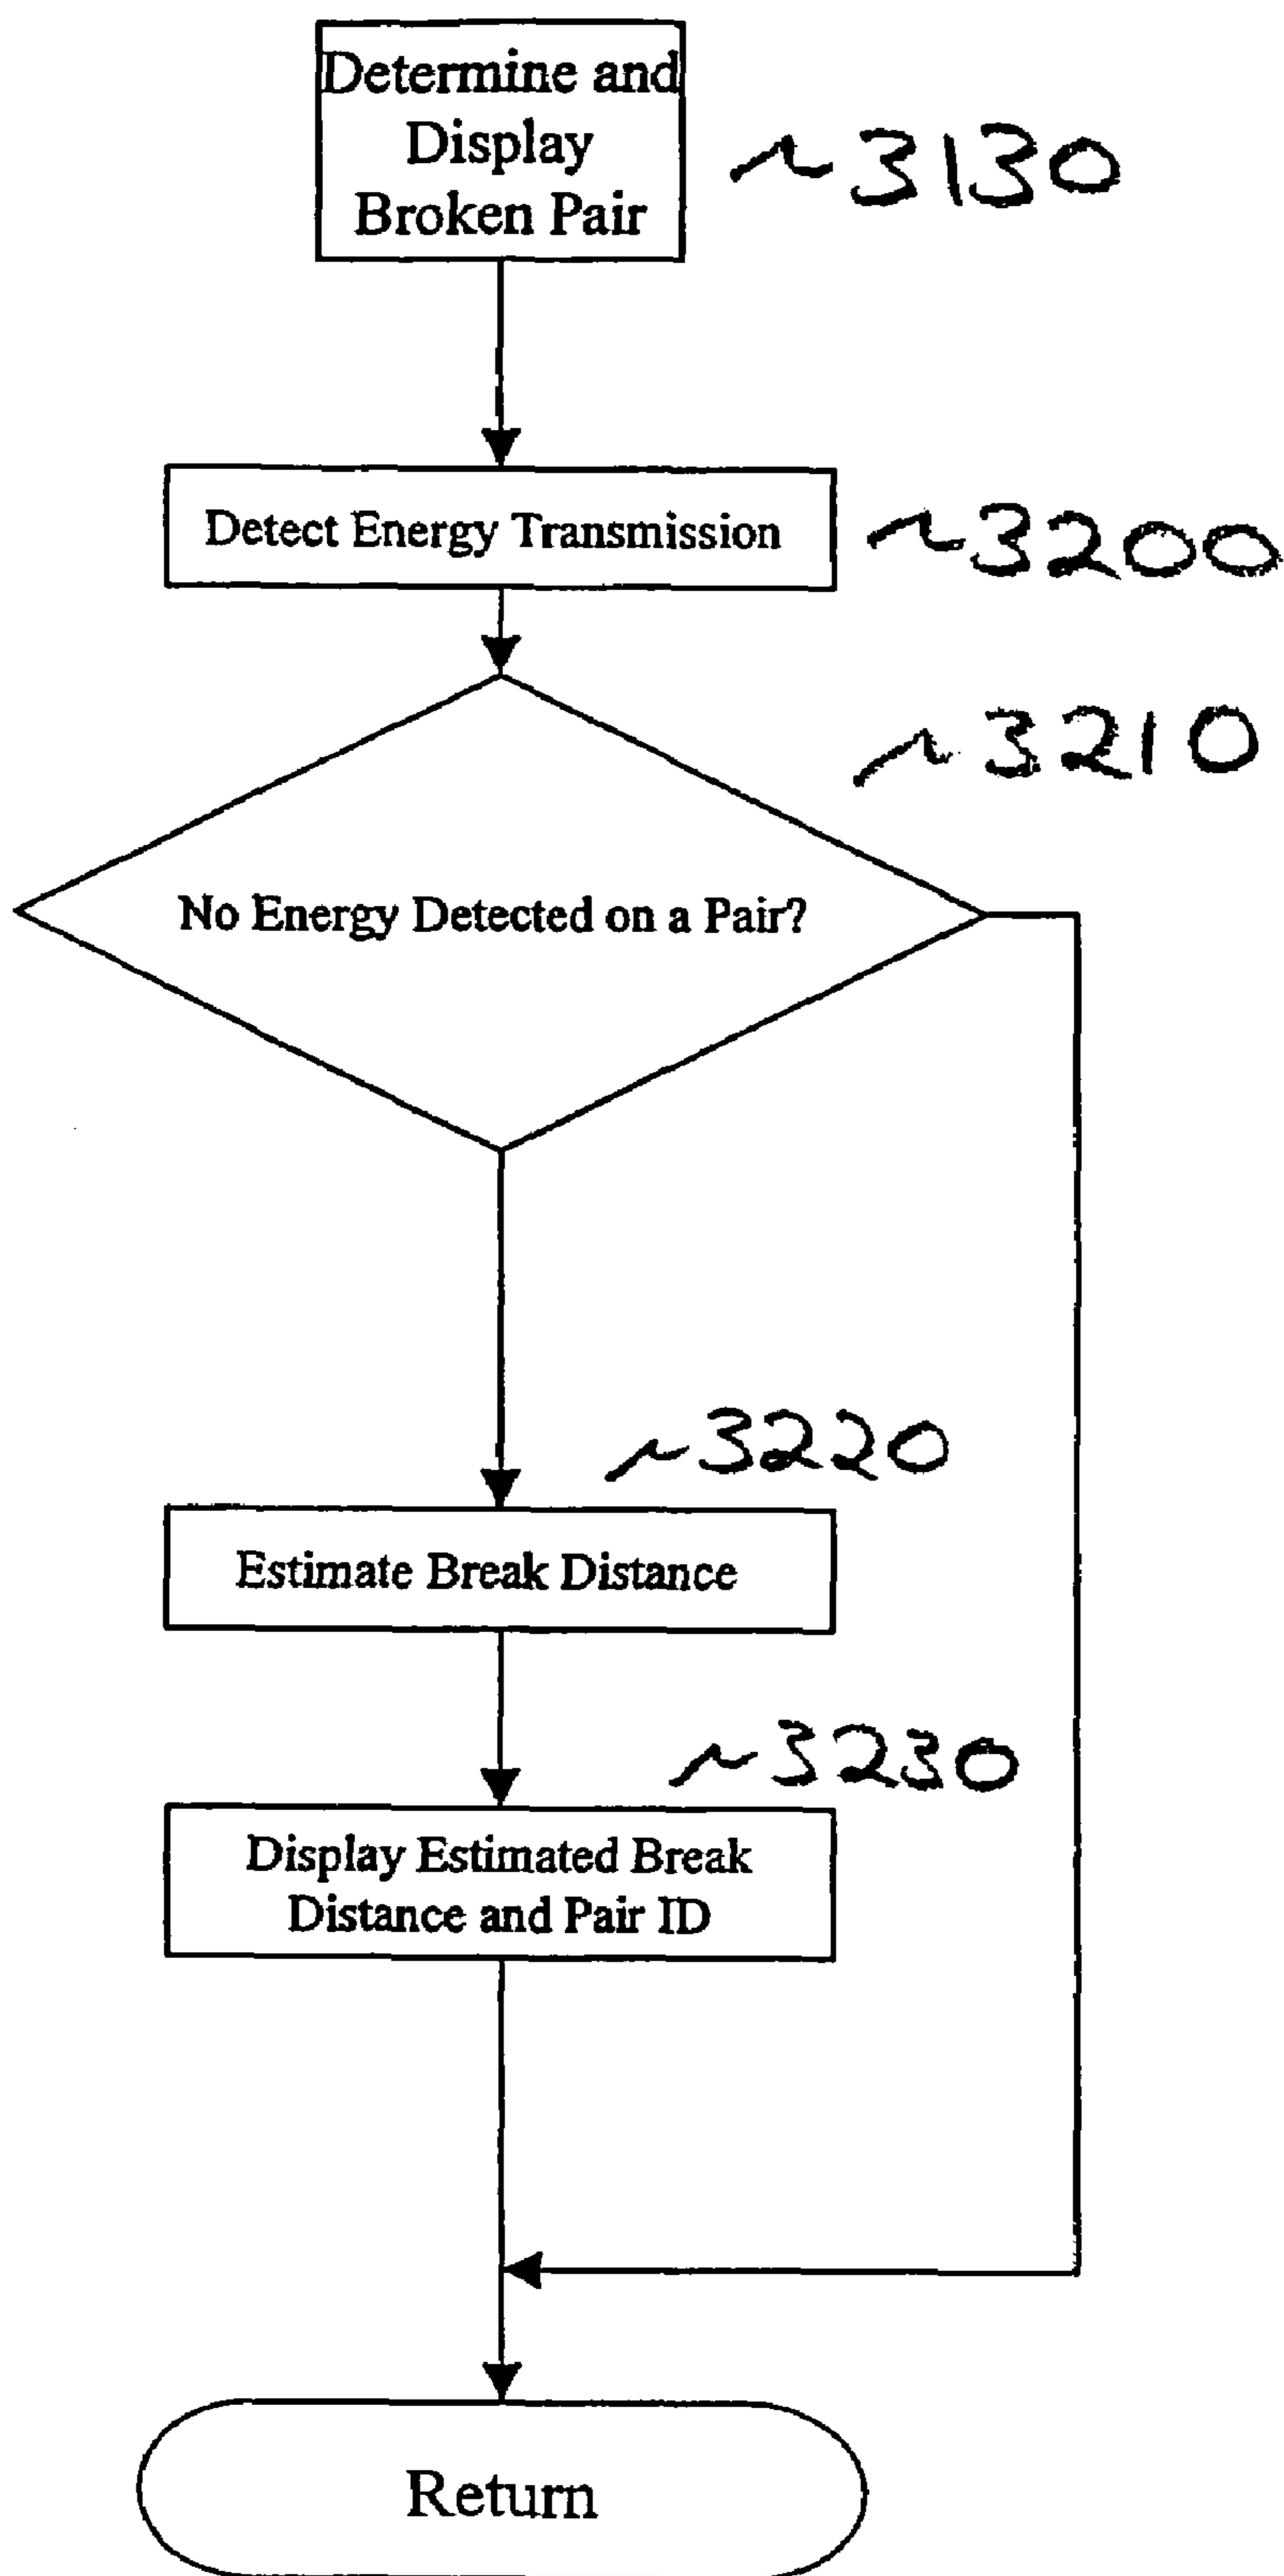 Determine and
Display
Broken Pair
~3130
Detect Energy Transmission
~3200
~3210
No Energy Detected on a Pair?
~3220
Estimate Break Distance
~3230
Display Estimated Break
Distance and Pair ID
Return